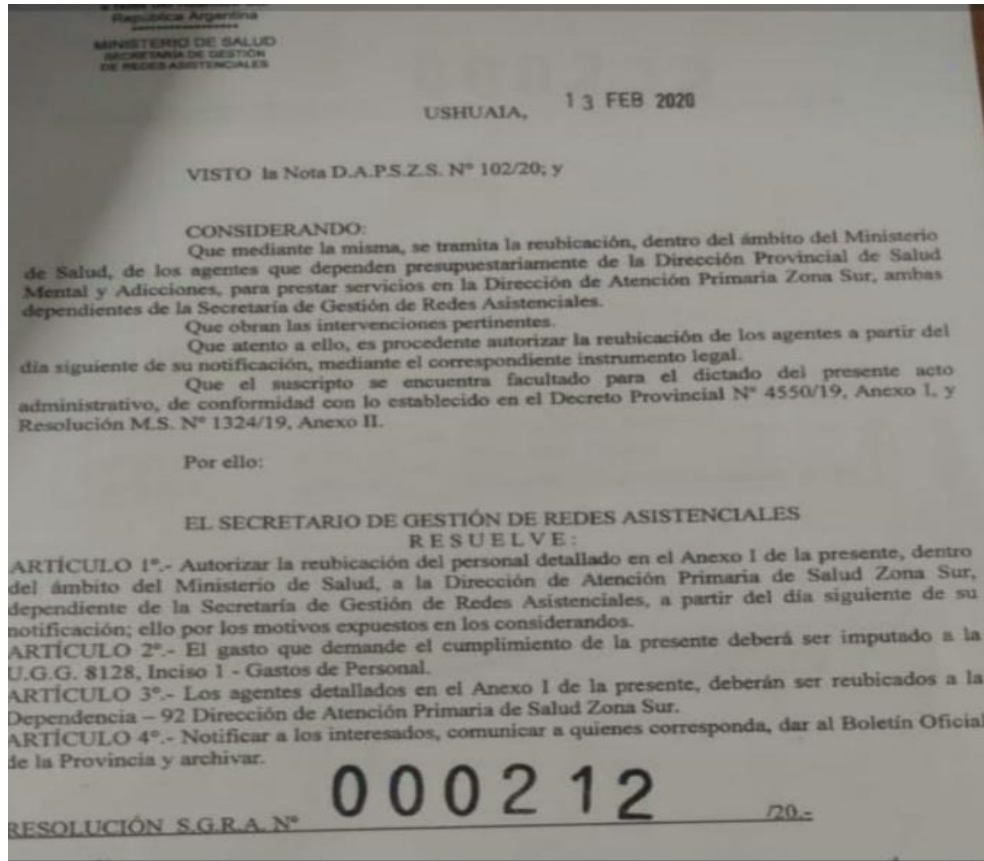 República Argentina
MINISTERIO DE SALUD
SECRETARÍA DE GESTIÓN
DE REDES ASISTENCIALES
USHUAIA, 13 FEB 2020
VISTO la Nota D.A.P.S.Z.S. Nº 102/20; y
CONSIDERANDO:
Que mediante la misma, se tramita la reubicación, dentro del ámbito del Ministerio
de Salud, de los agentes que dependen presupuestariamente de la Dirección Provincial de Salud
Mental y Adicciones, para prestar servicios en la Dirección de Atención Primaria Zona Sur, ambas
dependientes de la Secretaría de Gestión de Redes Asistenciales.
Que obran las intervenciones pertinentes.
Que atento a ello, es procedente autorizar la reubicación de los agentes a partir del
día siguiente de su notificación, mediante el correspondiente instrumento legal.
Que el suscripto se encuentra facultado para el dictado del presente acto
administrativo, de conformidad con lo establecido en el Decreto Provincial Nº 4550/19, Anexo I, y
Resolución M.S. Nº 1324/19, Anexo II.
Por ello:
EL SECRETARIO DE GESTIÓN DE REDES ASISTENCIALES
RESUELVE:
ARTÍCULO 1º.- Autorizar la reubicación del personal detallado en el Anexo I de la presente, dentro
del ámbito del Ministerio de Salud, a la Dirección de Atención Primaria de Salud Zona Sur,
dependiente de la Secretaría de Gestión de Redes Asistenciales, a partir del día siguiente de su
notificación; ello por los motivos expuestos en los considerandos.
ARTÍCULO 2º.- El gasto que demande el cumplimiento de la presente deberá ser imputado a la
U.G.G. 8128, Inciso 1 - Gastos de Personal.
ARTÍCULO 3º.- Los agentes detallados en el Anexo I de la presente, deberán ser reubicados a la
Dependencia – 92 Dirección de Atención Primaria de Salud Zona Sur.
ARTÍCULO 4º.- Notificar a los interesados, comunicar a quienes corresponda, dar al Boletín Oficial
de la Provincia y archivar.
RESOLUCIÓN S.G.R.A. Nº 000212 /20.-